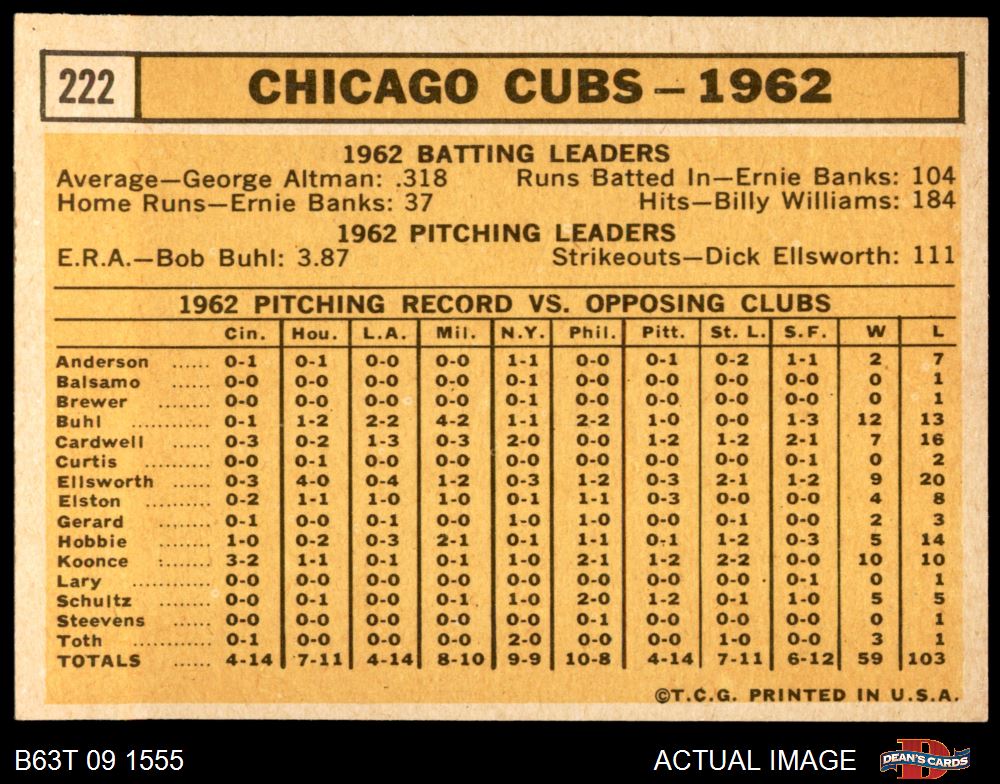 222 CHICAGO CUBS – 1962
1962 BATTING LEADERS
Average—George Altman: .318 Runs Batted In—Ernie Banks: 104
Home Runs—Ernie Banks: 37 Hits—Billy Williams: 184
1962 PITCHING LEADERS
E.R.A.—Bob Buhl: 3.87 Strikeouts—Dick Ellsworth: 111
1962 PITCHING RECORD VS. OPPOSING CLUBS
Cin. Hou. L.A. Mil. N.Y. Phil. Pitt. St. L. S.F. W L
Anderson ...... 0-1 0-1 0-0 0-0 1-1 0-0 0-1 0-2 1-1 2 7
Balsamo ...... 0-0 0-0 0-0 0-0 0-1 0-0 0-0 0-0 0-0 0 1
Brewer ........ 0-0 0-0 0-0 0-0 0-1 0-0 0-0 0-0 0-0 0 1
Buhl ............ 0-1 1-2 2-2 4-2 1-1 2-2 1-0 0-0 1-3 12 13
Cardwell ...... 0-3 0-2 1-3 0-3 2-0 0-0 1-2 1-2 2-1 7 16
Curtis .......... 0-0 0-1 0-0 0-0 0-0 0-0 0-0 0-0 0-1 0 2
Ellsworth ...... 0-3 4-0 0-4 1-2 0-3 1-2 0-3 2-1 1-2 9 20
Elston .......... 0-2 1-1 1-0 1-0 0-1 1-1 0-3 0-0 0-0 4 8
Gerard ........ 0-1 0-0 0-1 0-0 1-0 1-0 0-0 0-1 0-0 2 3
Hobbie ........ 1-0 0-2 0-3 2-1 0-1 1-1 0-1 1-2 0-3 5 14
Koonce ........ 3-2 1-1 0-1 0-1 1-0 2-1 1-2 2-2 0-0 10 10
Lary ............ 0-0 0-0 0-0 0-0 0-0 0-0 0-0 0-0 0-1 0 1
Schultz ........ 0-0 0-1 0-0 0-1 1-0 2-0 1-2 0-1 1-0 5 5
Steevens ...... 0-0 0-0 0-0 0-0 0-0 0-1 0-0 0-0 0-0 0 1
Toth ............ 0-1 0-0 0-0 0-0 2-0 0-0 0-0 1-0 0-0 3 1
TOTALS ...... 4-14 7-11 4-14 8-10 9-9 10-8 4-14 7-11 6-12 59 103
©T.C.G. PRINTED IN U.S.A.
B63T 09 1555 ACTUAL IMAGE DEAN'S CARDS